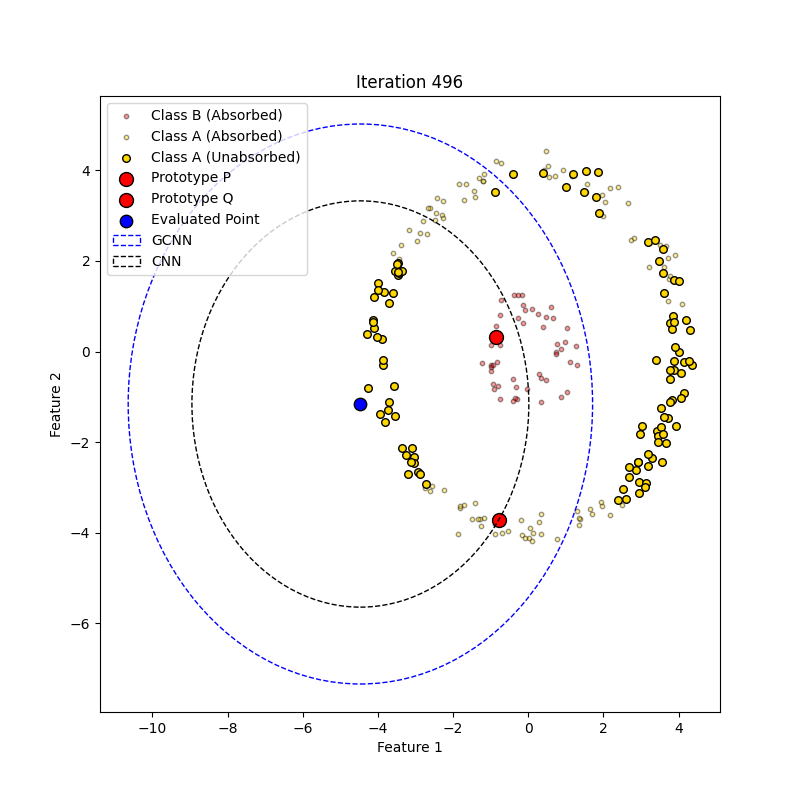 Iteration 496
Class B (Absorbed)
Class A (Absorbed)
Class A (Unabsorbed)
Prototype P
Prototype Q
Evaluated Point
GCNN
CNN
4
2
0
−2
−4
−6
Feature 2
−10 −8 −6 −4 −2 0 2 4
Feature 1